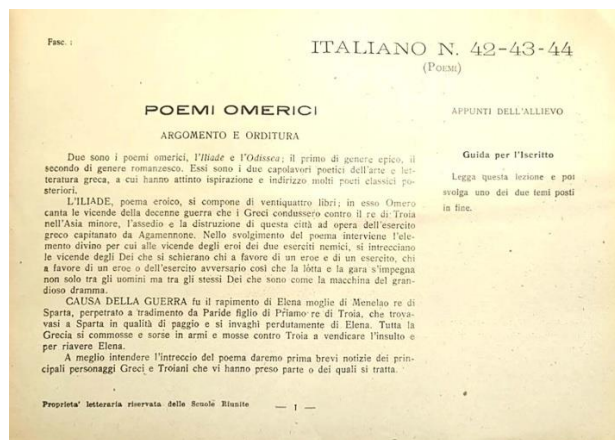 Fasc. :
ITALIANO N. 42-43-44
(POEMI)
POEMI OMERICI
ARGOMENTO E ORDITURA
Due sono i poemi omerici, l'Iliade e l'Odissea; il primo di genere epico, il
secondo di genere romanzesco. Essi sono i due capolavori poetici dell'arte e let-
teratura greca, a cui hanno attinto ispirazione e indirizzo molti poeti classici po-
steriori.
L'ILIADE, poema eroico, si compone di ventiquattro libri; in esso Omero
canta le vicende della decenne guerra che i Greci condussero contro il re di Troia
nell'Asia minore, l'assedio e la distruzione di questa città ad opera dell'esercito
greco capitanato da Agamennone. Nello svolgimento del poema interviene l'ele-
mento divino per cui alle vicende degli eroi dei due eserciti nemici, si intrecciano
le vicende degli Dei che si schierano chi a favore di un eroe e di un esercito, chi
a favore di un eroe o dell'esercito avversario così che la lotta e la gara s'impegna
non solo tra gli uomini ma tra gli stessi Dei che sono come la macchina del gran-
dioso dramma.
CAUSA DELLA GUERRA fu il rapimento di Elena moglie di Menelao re di
Sparta, perpetrato a tradimento da Paride figlio di Priamo re di Troia, che trova-
vasi a Sparta in qualità di paggio e si invaghì perdutamente di Elena. Tutta la
Grecia si commosse e sorse in armi e mosse contro Troia a vendicare l'insulto e
per riavere Elena.
A meglio intendere l'intreccio del poema daremo prima brevi notizie dei prin-
cipali personaggi Greci e Troiani che vi hanno preso parte o dei quali si tratta.
APPUNTI DELL'ALLIEVO
Guida per l'Iscritto
Legga questa lezione e poi
svolga uno dei due temi posti
in fine.
Proprieta' letteraria riservata delle Scuole Riunite
— 1 —